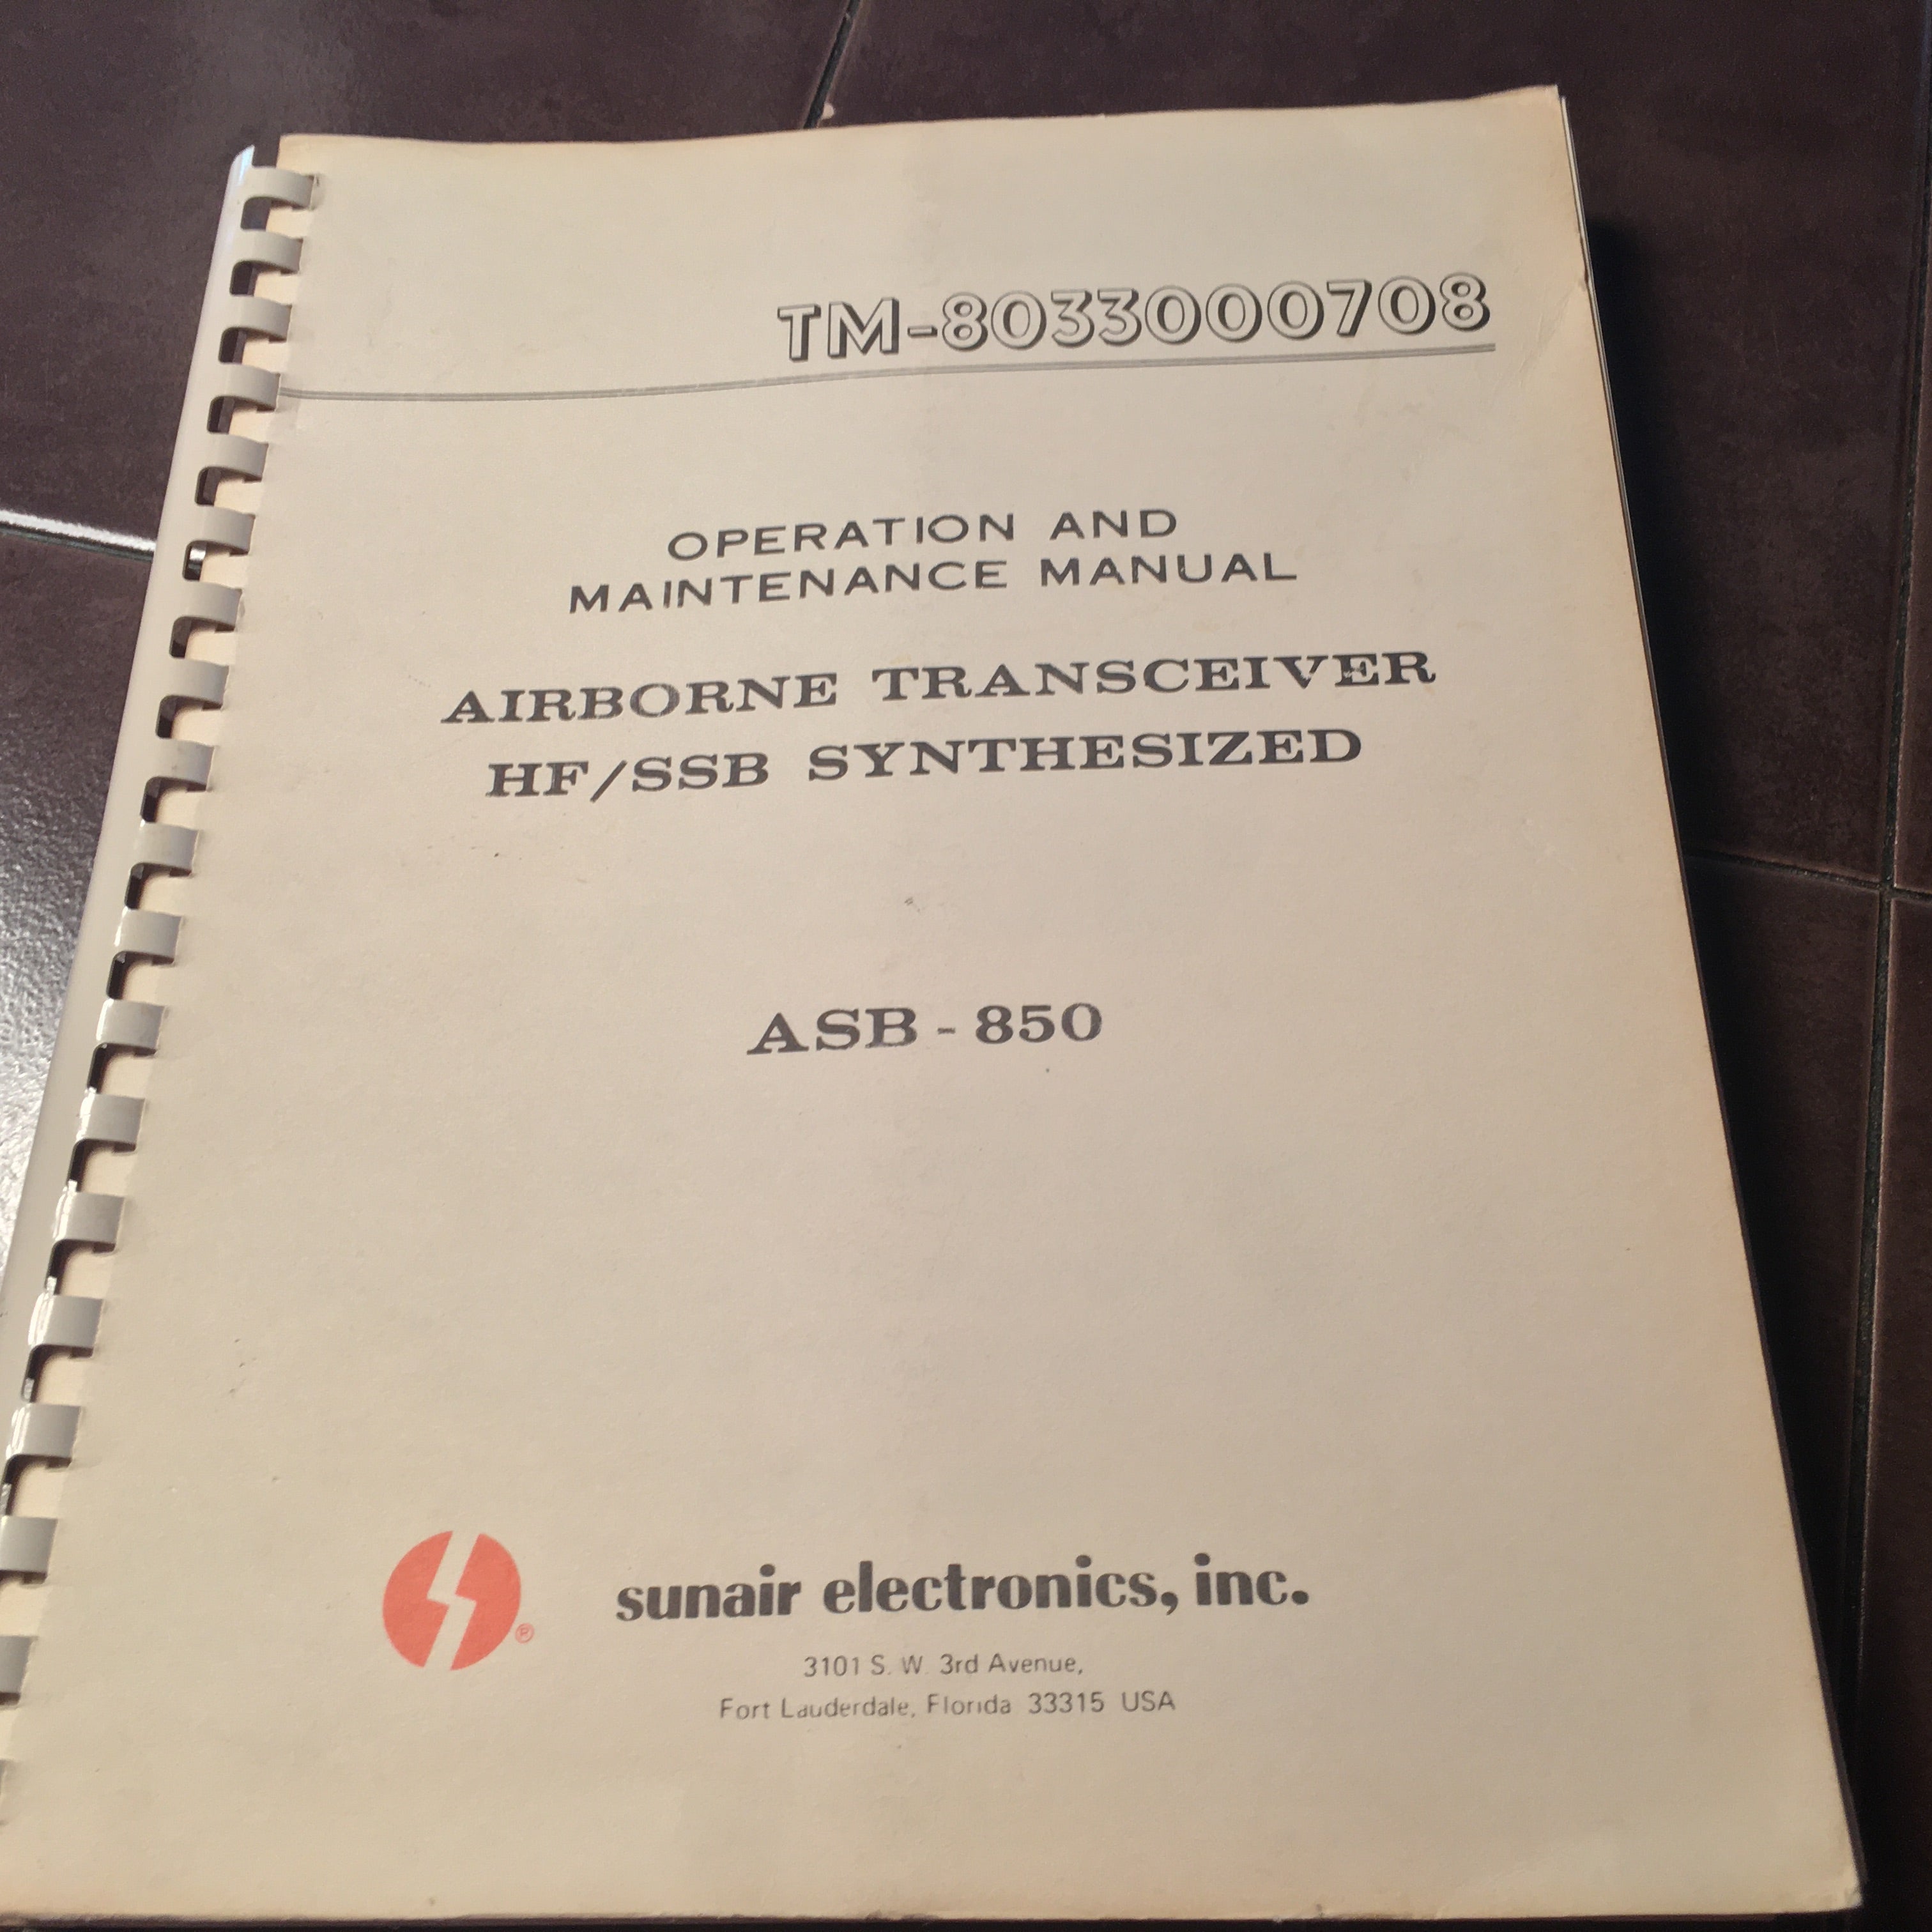 TM-8033000708
OPERATION AND
MAINTENANCE MANUAL
AIRBORNE TRANSCEIVER
HF/SSB SYNTHESIZED
ASB - 850
®
sunair electronics, inc.
3101 S. W. 3rd Avenue,
Fort Lauderdale, Florida 33315 USA